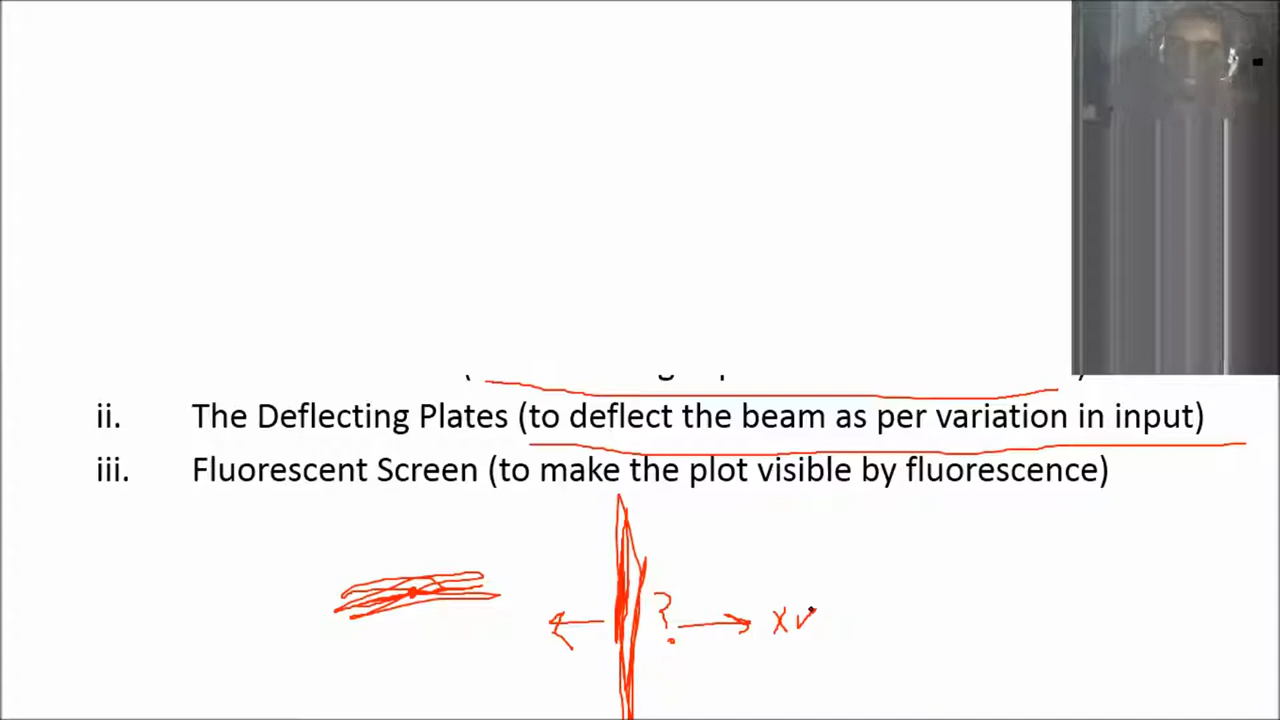 ii. The Deflecting Plates (to deflect the beam as per variation in input)
iii. Fluorescent Screen (to make the plot visible by fluorescence)
?